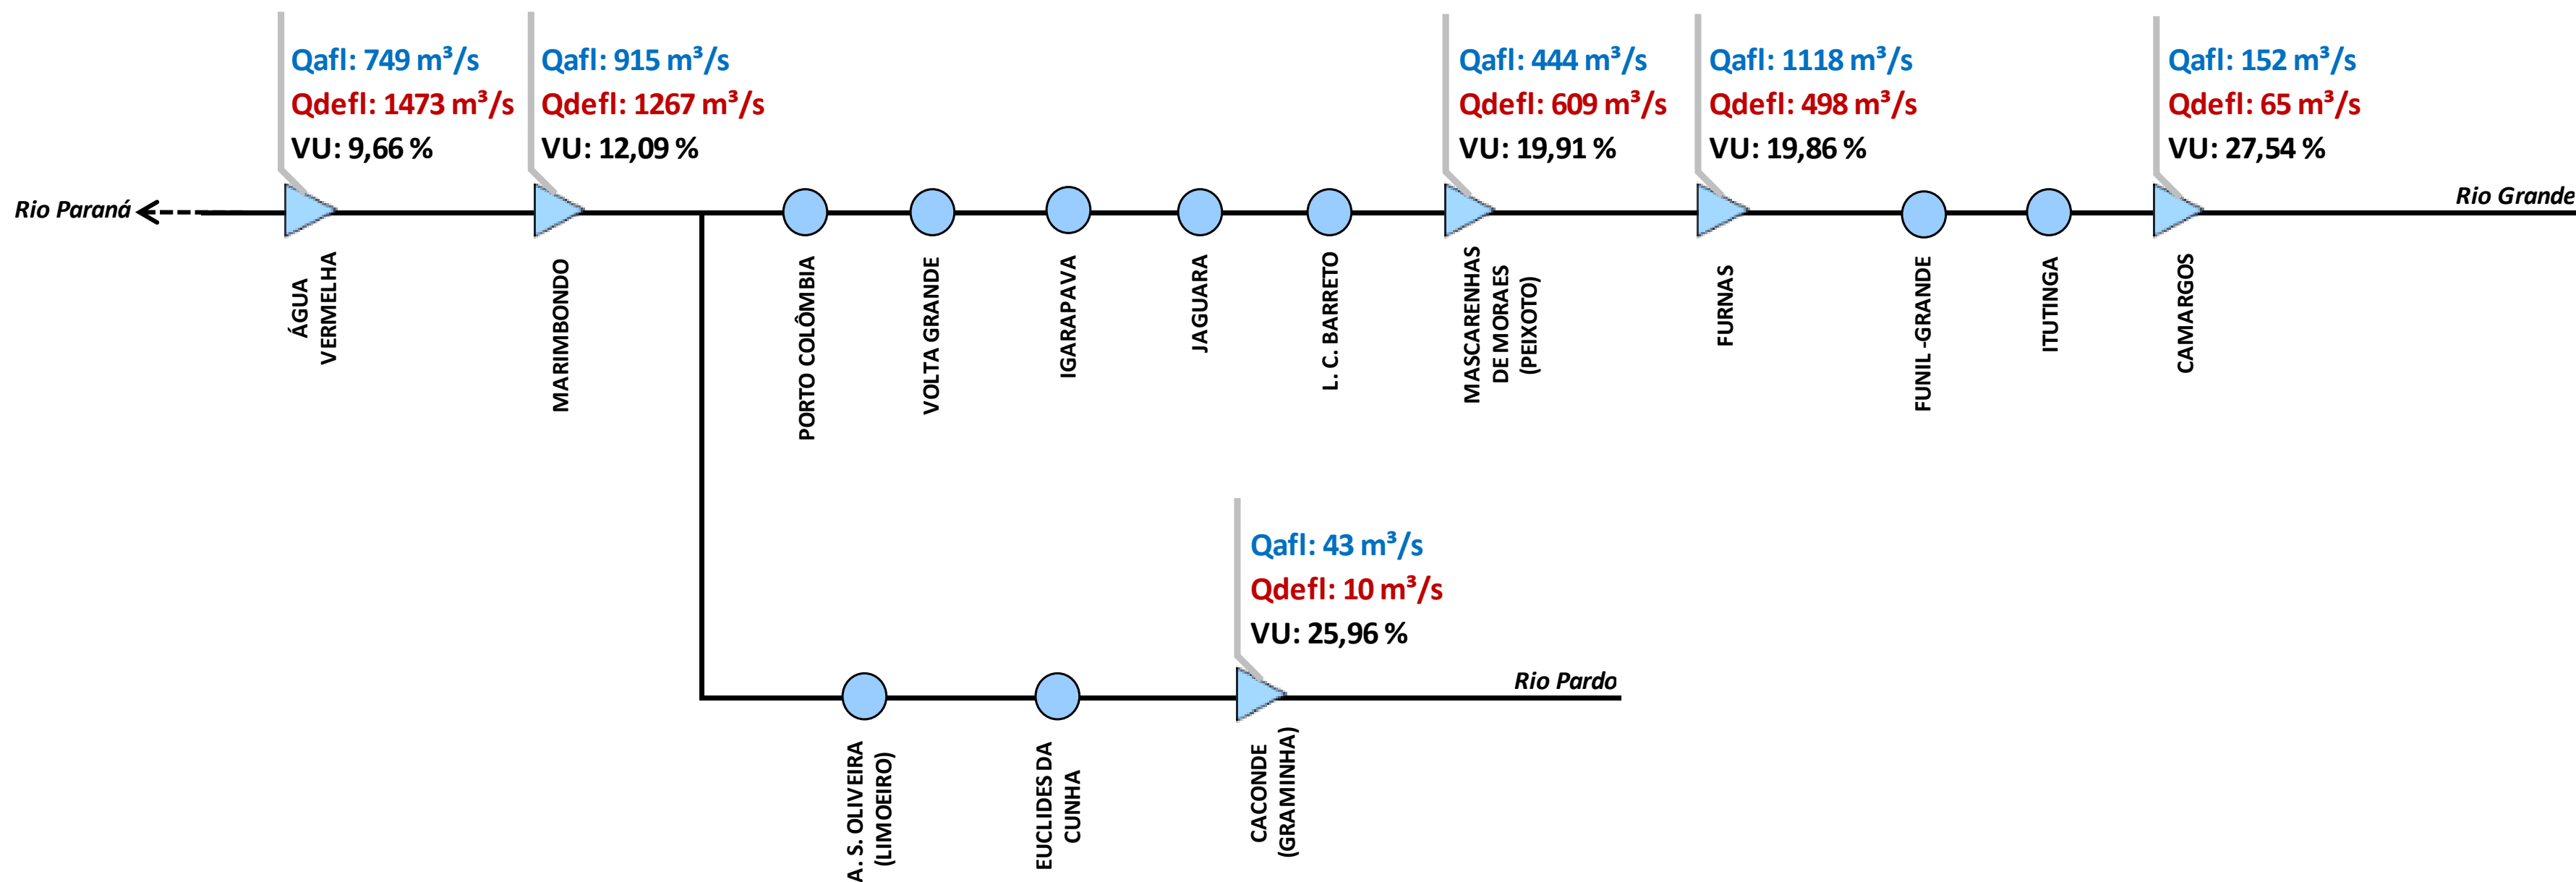 Qafl: 749 m³/s
Qdefl: 1473 m³/s
VU: 9,66 %
Qafl: 915 m³/s
Qdefl: 1267 m³/s
VU: 12,09 %
Qafl: 444 m³/s
Qdefl: 609 m³/s
VU: 19,91 %
Qafl: 1118 m³/s
Qdefl: 498 m³/s
VU: 19,86 %
Qafl: 152 m³/s
Qdefl: 65 m³/s
VU: 27,54 %
Rio Paraná
Rio Grande
ÁGUA
VERMELHA
MARIMBONDO
PORTO COLÔMBIA
VOLTA GRANDE
IGARAPAVA
JAGUARA
L. C. BARRETO
MASCARENHAS
DE MORAES
(PEIXOTO)
FURNAS
FUNIL -GRANDE
ITUTINGA
CAMARGOS
Qafl: 43 m³/s
Qdefl: 10 m³/s
VU: 25,96 %
Rio Pardo
A. S. OLIVEIRA
(LIMOEIRO)
EUCLIDES DA
CUNHA
CACONDE
(GRAMINHA)